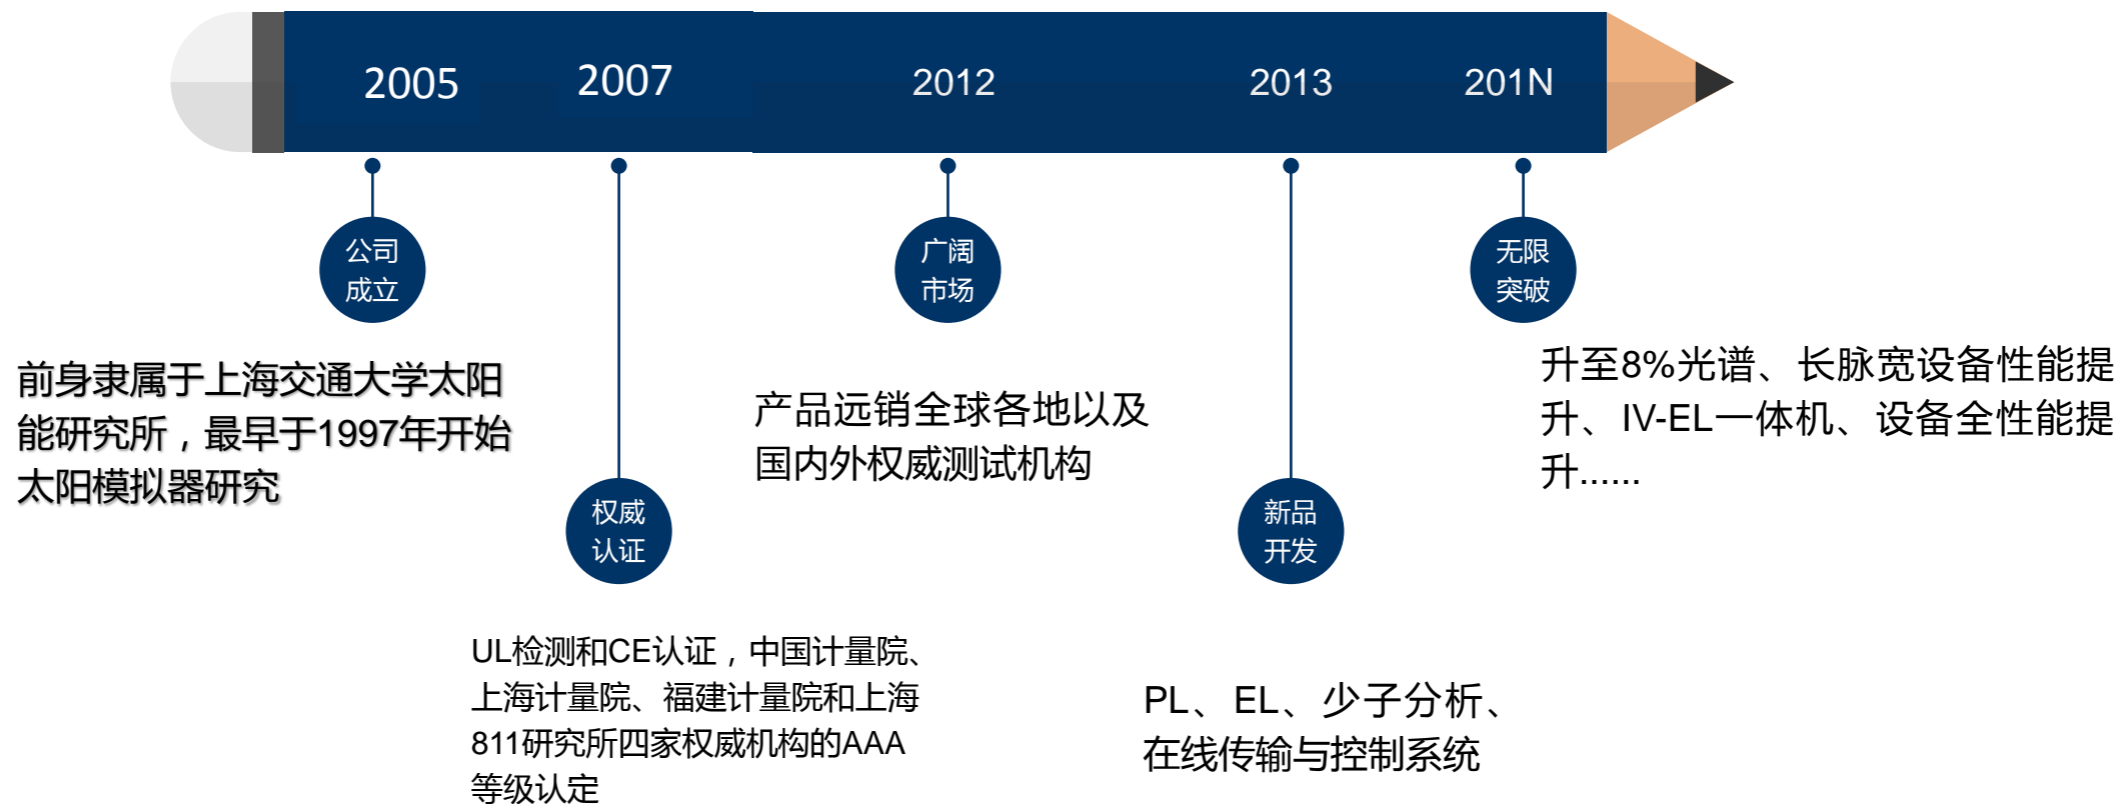 2005
2007
2012
2013
201N
公司
成立
前身隶属于上海交通大学太阳
能研究所，最早于1997年开始
太阳模拟器研究
权威
认证
UL检测和CE认证，中国计量院、
上海计量院、福建计量院和上海
811研究所四家权威机构的AAA
等级认定
广阔
市场
产品远销全球各地以及
国内外权威测试机构
新品
开发
PL、EL、少子分析、
在线传输与控制系统
无限
突破
升至8%光谱、长脉宽设备性能提
升、IV-EL一体机、设备全性能提
升......